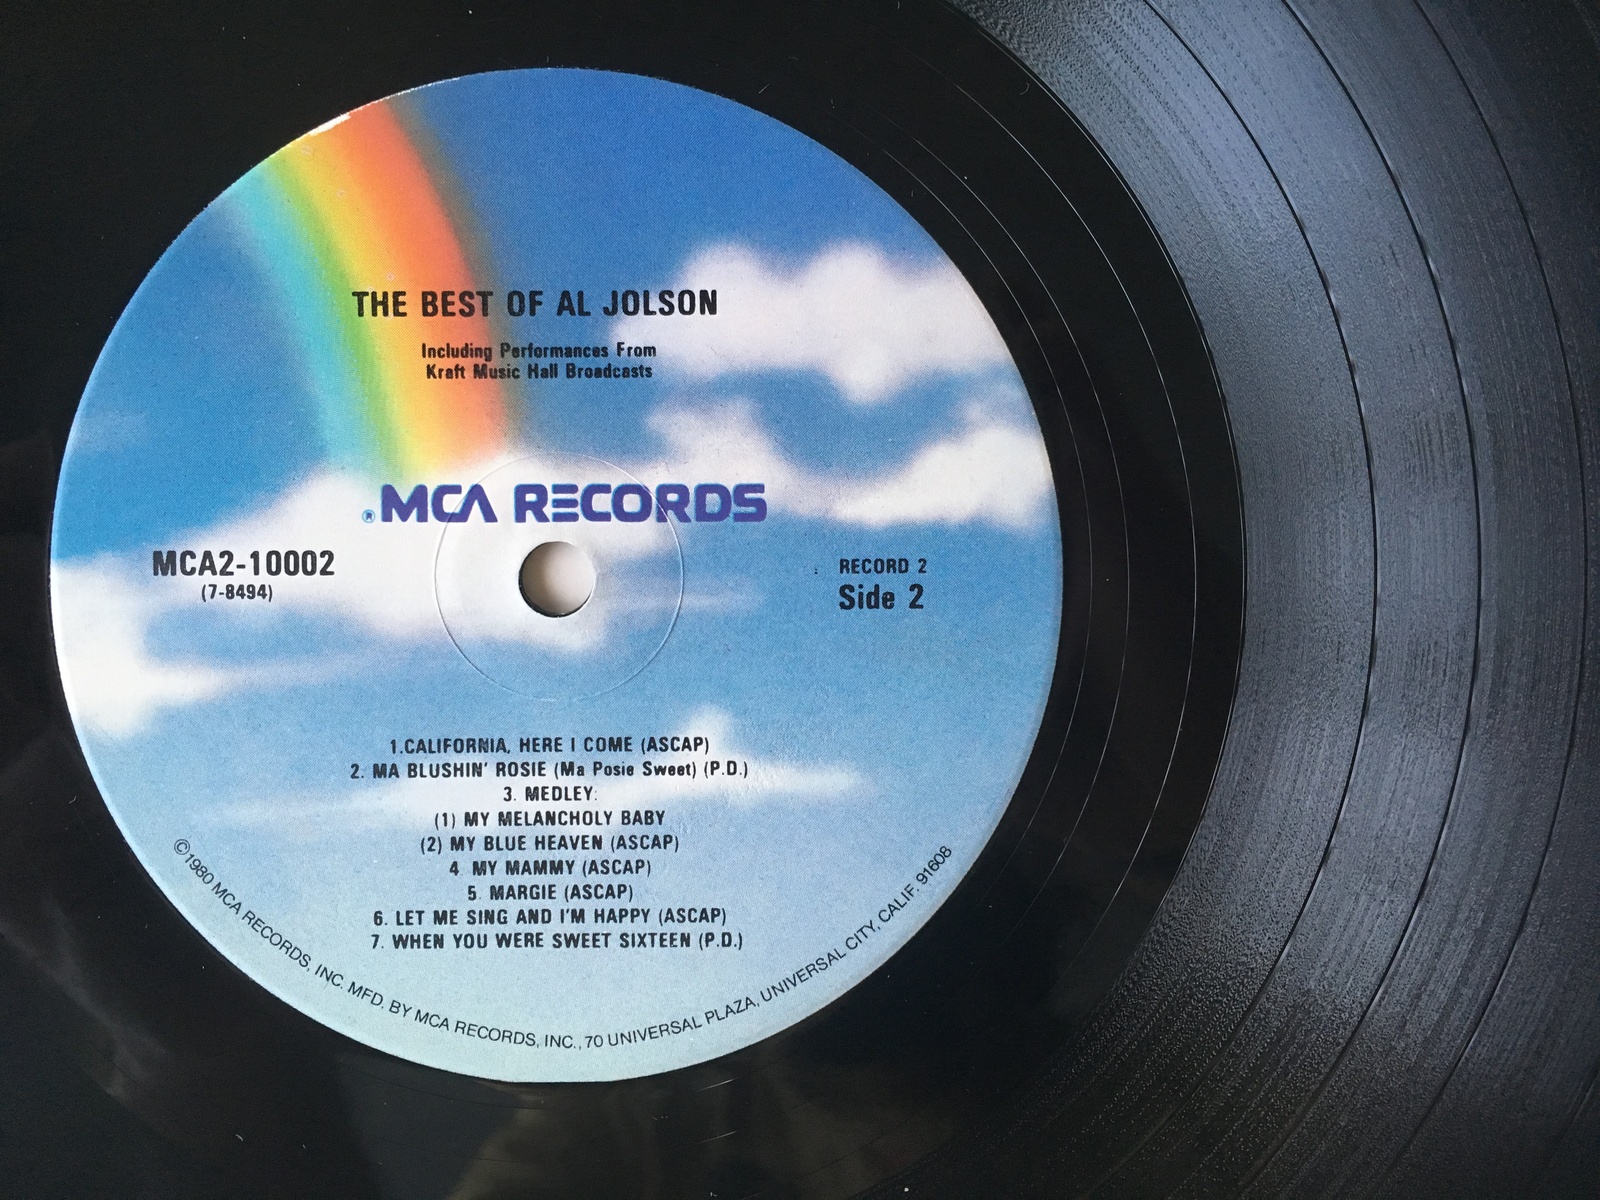 THE BEST OF AL JOLSON
Including Performances From
Kraft Music Hall Broadcasts
® MCA RECORDS
MCA2-10002
(7-8494)
RECORD 2
Side 2
1.CALIFORNIA, HERE I COME (ASCAP)
2. MA BLUSHIN' ROSIE (Ma Posie Sweet) (P.D.)
3. MEDLEY:
(1) MY MELANCHOLY BABY
(2) MY BLUE HEAVEN (ASCAP)
4 MY MAMMY (ASCAP)
5. MARGIE (ASCAP)
6. LET ME SING AND I'M HAPPY (ASCAP)
7. WHEN YOU WERE SWEET SIXTEEN (P.D.)
©1980 MCA RECORDS, INC. MFD. BY MCA RECORDS, INC., 70 UNIVERSAL PLAZA, UNIVERSAL CITY, CALIF. 91608